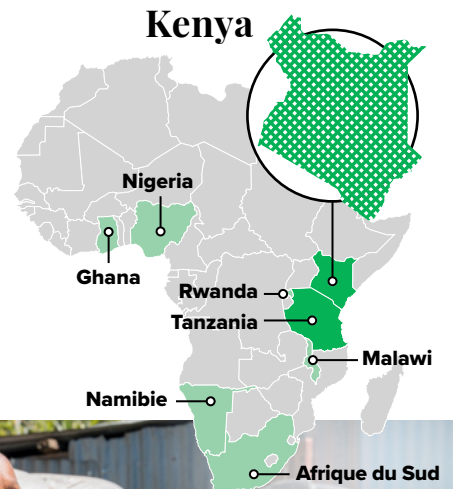 Kenya
Nigeria
Ghana
Rwanda
Tanzania
Malawi
Namibie
Afrique du Sud